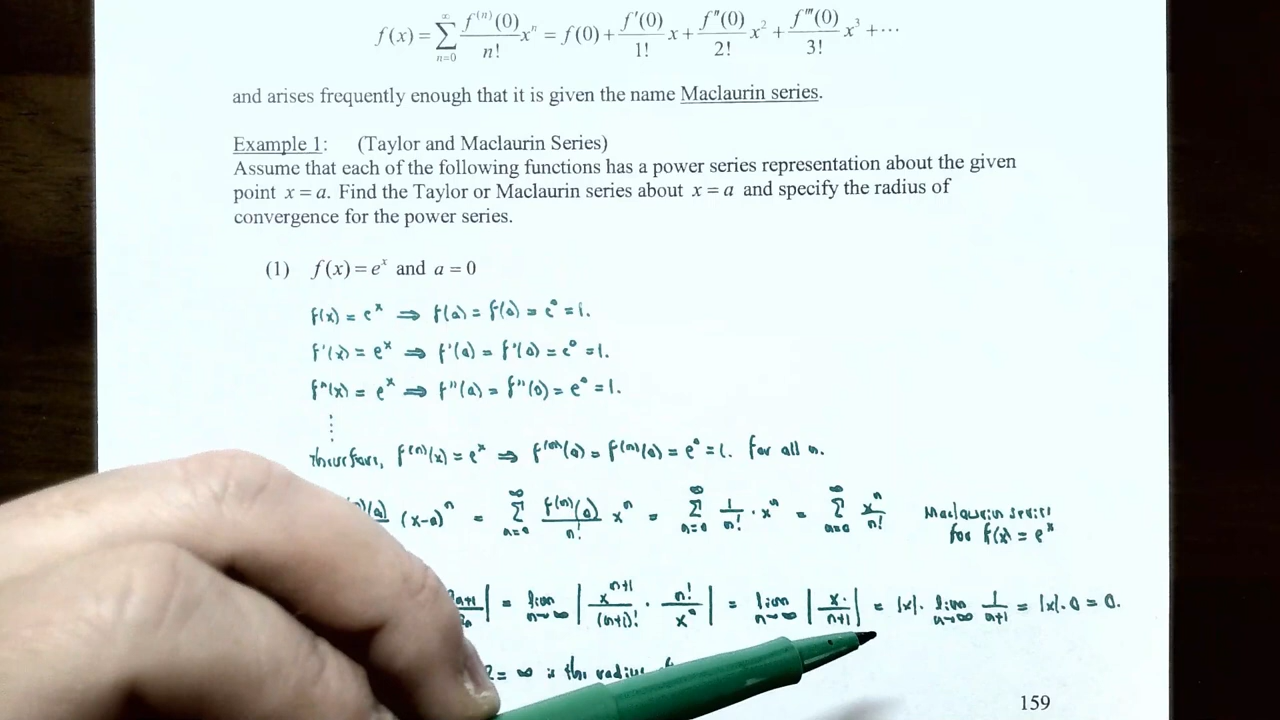 f(x) = ∑_{n=0}^{∞} f^{(n)}(0)/n! x^n = f(0) + f'(0)/1! x + f''(0)/2! x^2 + f'''(0)/3! x^3 + ⋯
and arises frequently enough that it is given the name Maclaurin series.
Example 1: (Taylor and Maclaurin Series)
Assume that each of the following functions has a power series representation about the given
point x = a. Find the Taylor or Maclaurin series about x = a and specify the radius of
convergence for the power series.
(1) f(x) = e^x and a = 0
f(x) = e^x ⇒ f(a) = f(0) = e^0 = 1.
f'(x) = e^x ⇒ f'(a) = f'(0) = e^0 = 1.
f''(x) = e^x ⇒ f''(a) = f''(0) = e^0 = 1.
⋮
Therefore, f^{(n)}(x) = e^x ⇒ f^{(n)}(a) = f^{(n)}(0) = e^0 = 1. for all n.
(x-a)^n = ∑_{n=0}^{∞} f^{(n)}(0)/n! x^n = ∑_{n=0}^{∞} 1/n! · x^n = ∑_{n=0}^{∞} x^n/n! Maclaurin series
for f(x) = e^x
= lim_{n→∞} | x^{n+1}/(n+1)! · n!/x^n | = lim_{n→∞} | x·/n+1 | = |x| · lim_{n→∞} 1/n+1 = |x| · 0 = 0.
= ∞ is the radius
159